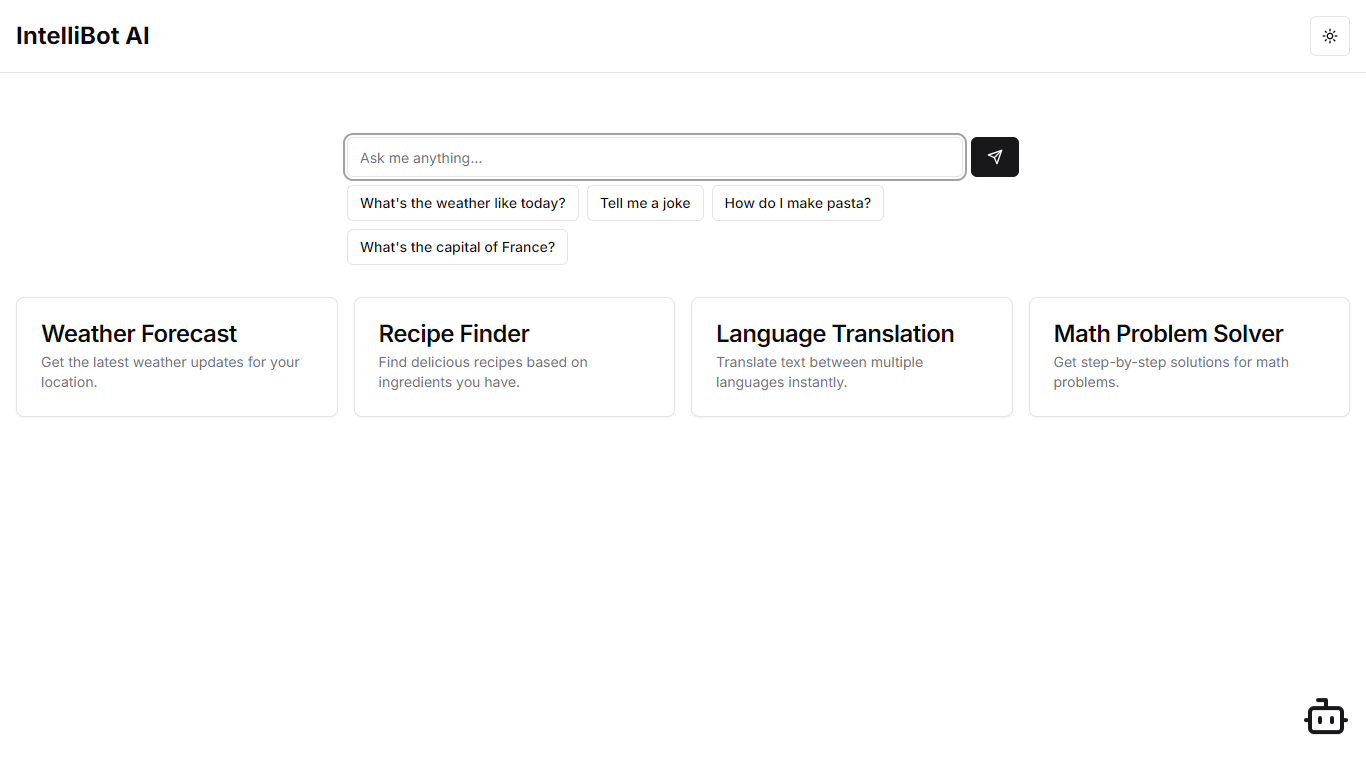 IntelliBot AI
Ask me anything...
What's the weather like today?
Tell me a joke
How do I make pasta?
What's the capital of France?
Weather Forecast
Get the latest weather updates for your
location.
Recipe Finder
Find delicious recipes based on
ingredients you have.
Language Translation
Translate text between multiple
languages instantly.
Math Problem Solver
Get step-by-step solutions for math
problems.